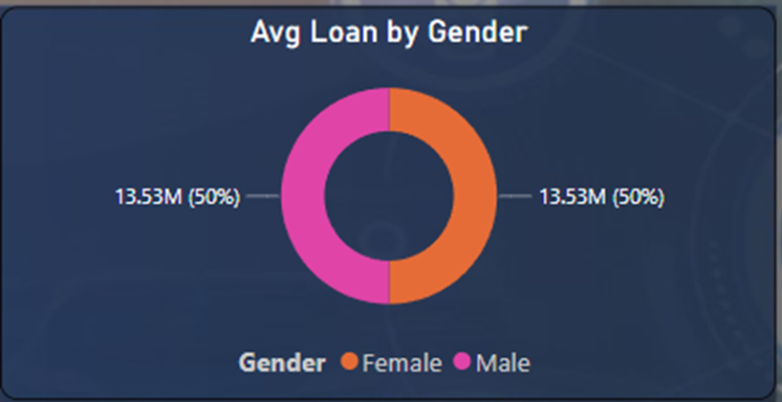 Avg Loan by Gender
13.53M (50%)
13.53M (50%)
Gender Female Male